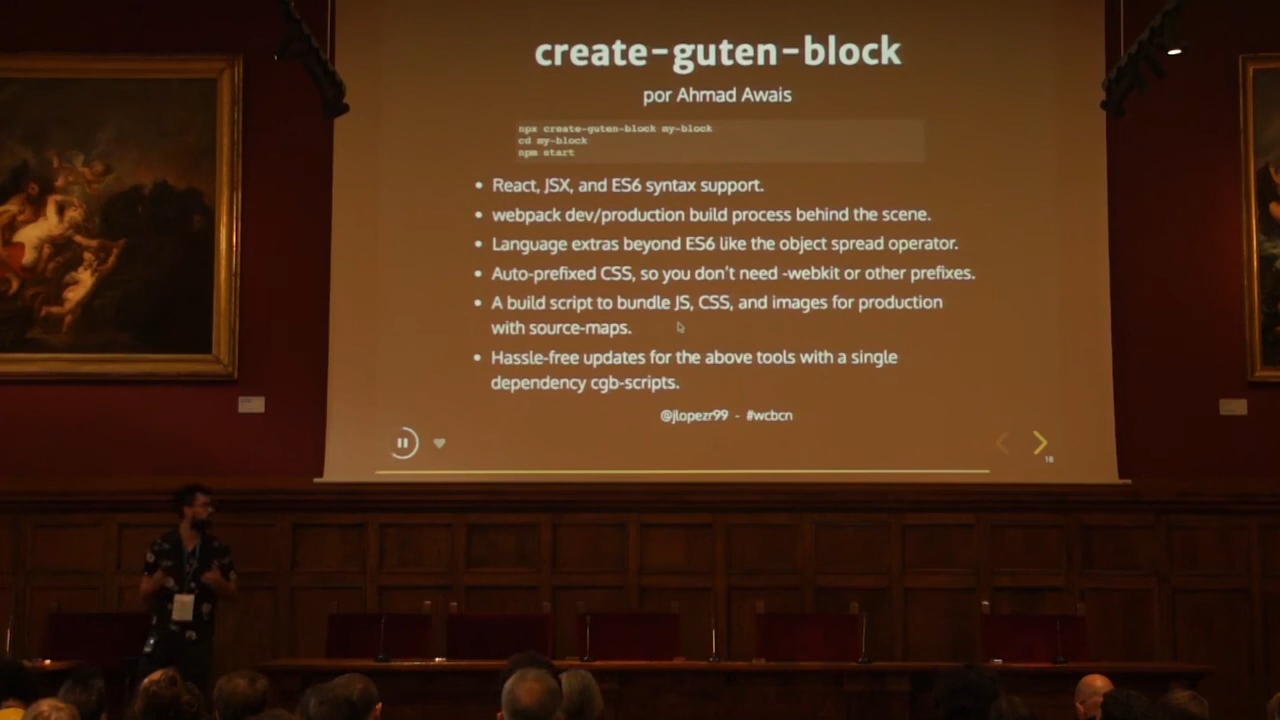 create-guten-block
por Ahmad Awais
npx create-guten-block my-block
cd my-block
npm start
• React, JSX, and ES6 syntax support.
• webpack dev/production build process behind the scene.
• Language extras beyond ES6 like the object spread operator.
• Auto-prefixed CSS, so you don't need -webkit or other prefixes.
• A build script to bundle JS, CSS, and images for production
with source-maps.
• Hassle-free updates for the above tools with a single
dependency cgb-scripts.
@jlopezr99 - #wcbcn
18